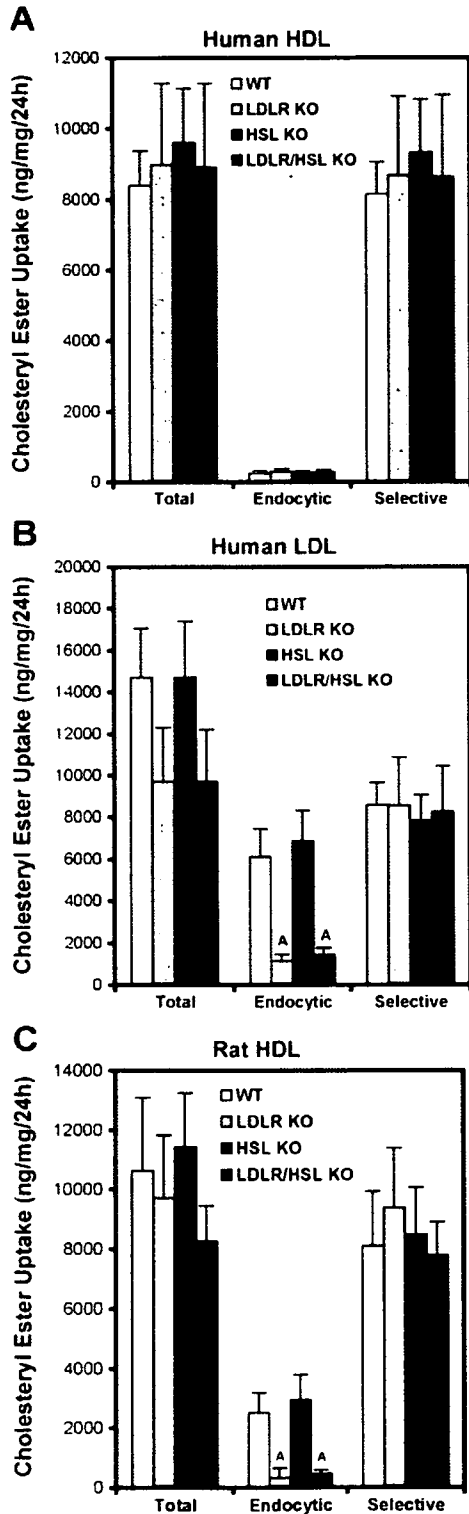 A
Human HDL
Cholesteryl Ester Uptake (ng/mg/24h)
12000
10000
8000
6000
4000
2000
0
WT
LDLR KO
HSL KO
LDLR/HSL KO
Total
Endocytic
Selective
B
Human LDL
Cholesteryl Ester Uptake (ng/mg/24h)
20000
18000
16000
14000
12000
10000
8000
6000
4000
2000
0
WT
LDLR KO
HSL KO
LDLR/HSL KO
A
A
Total
Endocytic
Selective
C
Rat HDL
Cholesteryl Ester Uptake (ng/mg/24h)
14000
12000
10000
8000
6000
4000
2000
0
WT
LDLR KO
HSL KO
LDLR/HSL KO
A
A
Total
Endocytic
Selective